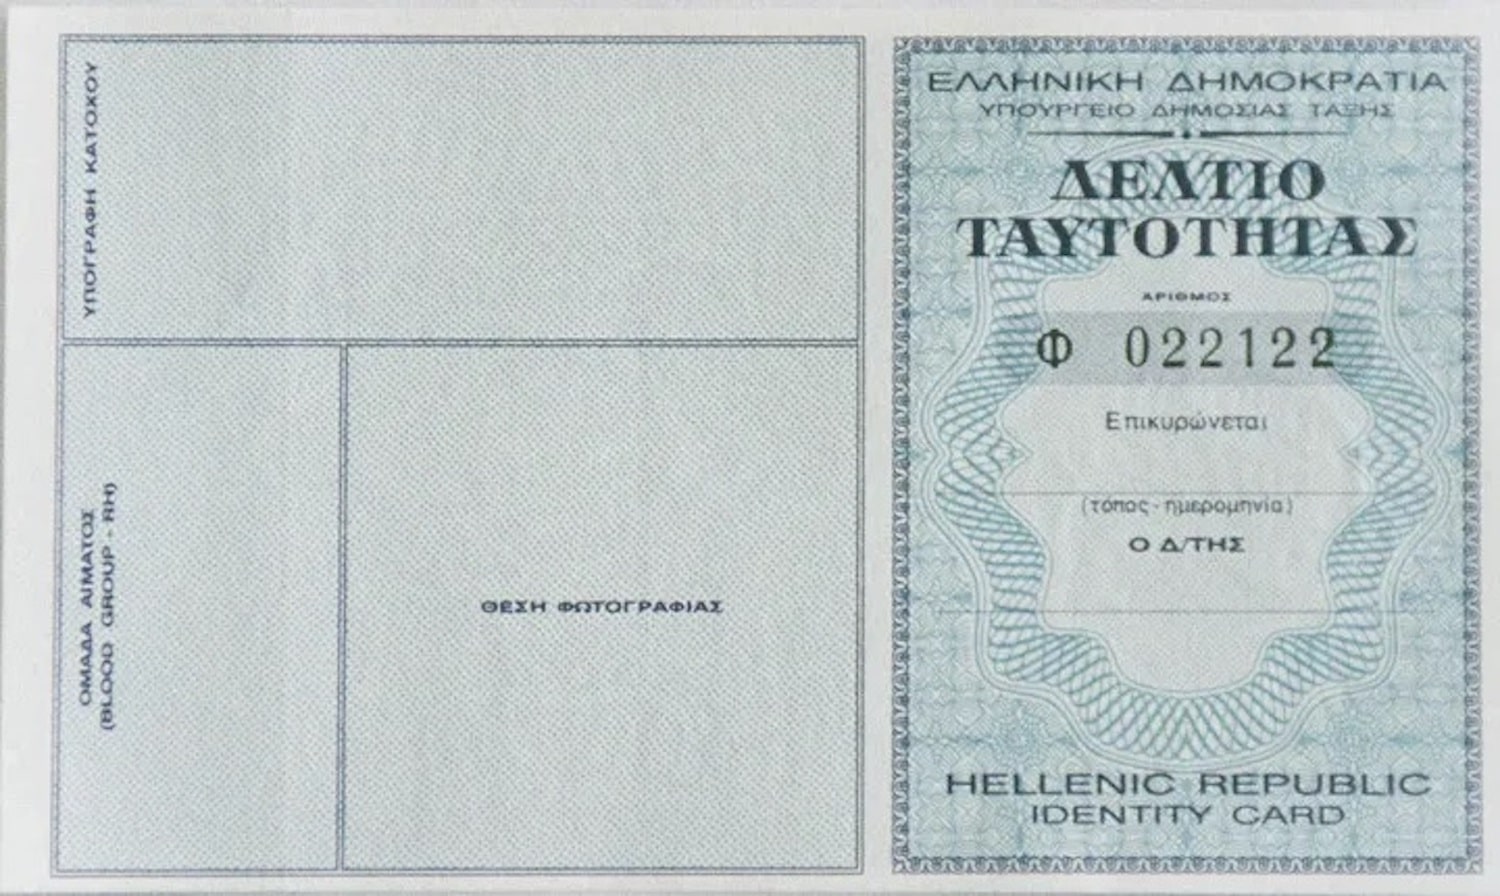 ΥΠΟΓΡΑΦΗ ΚΑΤΟΧΟΥ
ΟΜΑΔΑ ΑΙΜΑΤΟΣ
(BLOOD GROUP - RH)
ΘΕΣΗ ΦΩΤΟΓΡΑΦΙΑΣ
ΕΛΛΗΝΙΚΗ ΔΗΜΟΚΡΑΤΙΑ
ΥΠΟΥΡΓΕΙΟ ΔΗΜΟΣΙΑΣ ΤΑΞΗΣ
ΔΕΛΤΙΟ
ΤΑΥΤΟΤΗΤΑΣ
ΑΡΙΘΜΟΣ
Φ 022122
Επικυρώνεται
(τόπος - ημερομηνία)
Ο Δ/ΤΗΣ
HELLENIC REPUBLIC
IDENTITY CARD